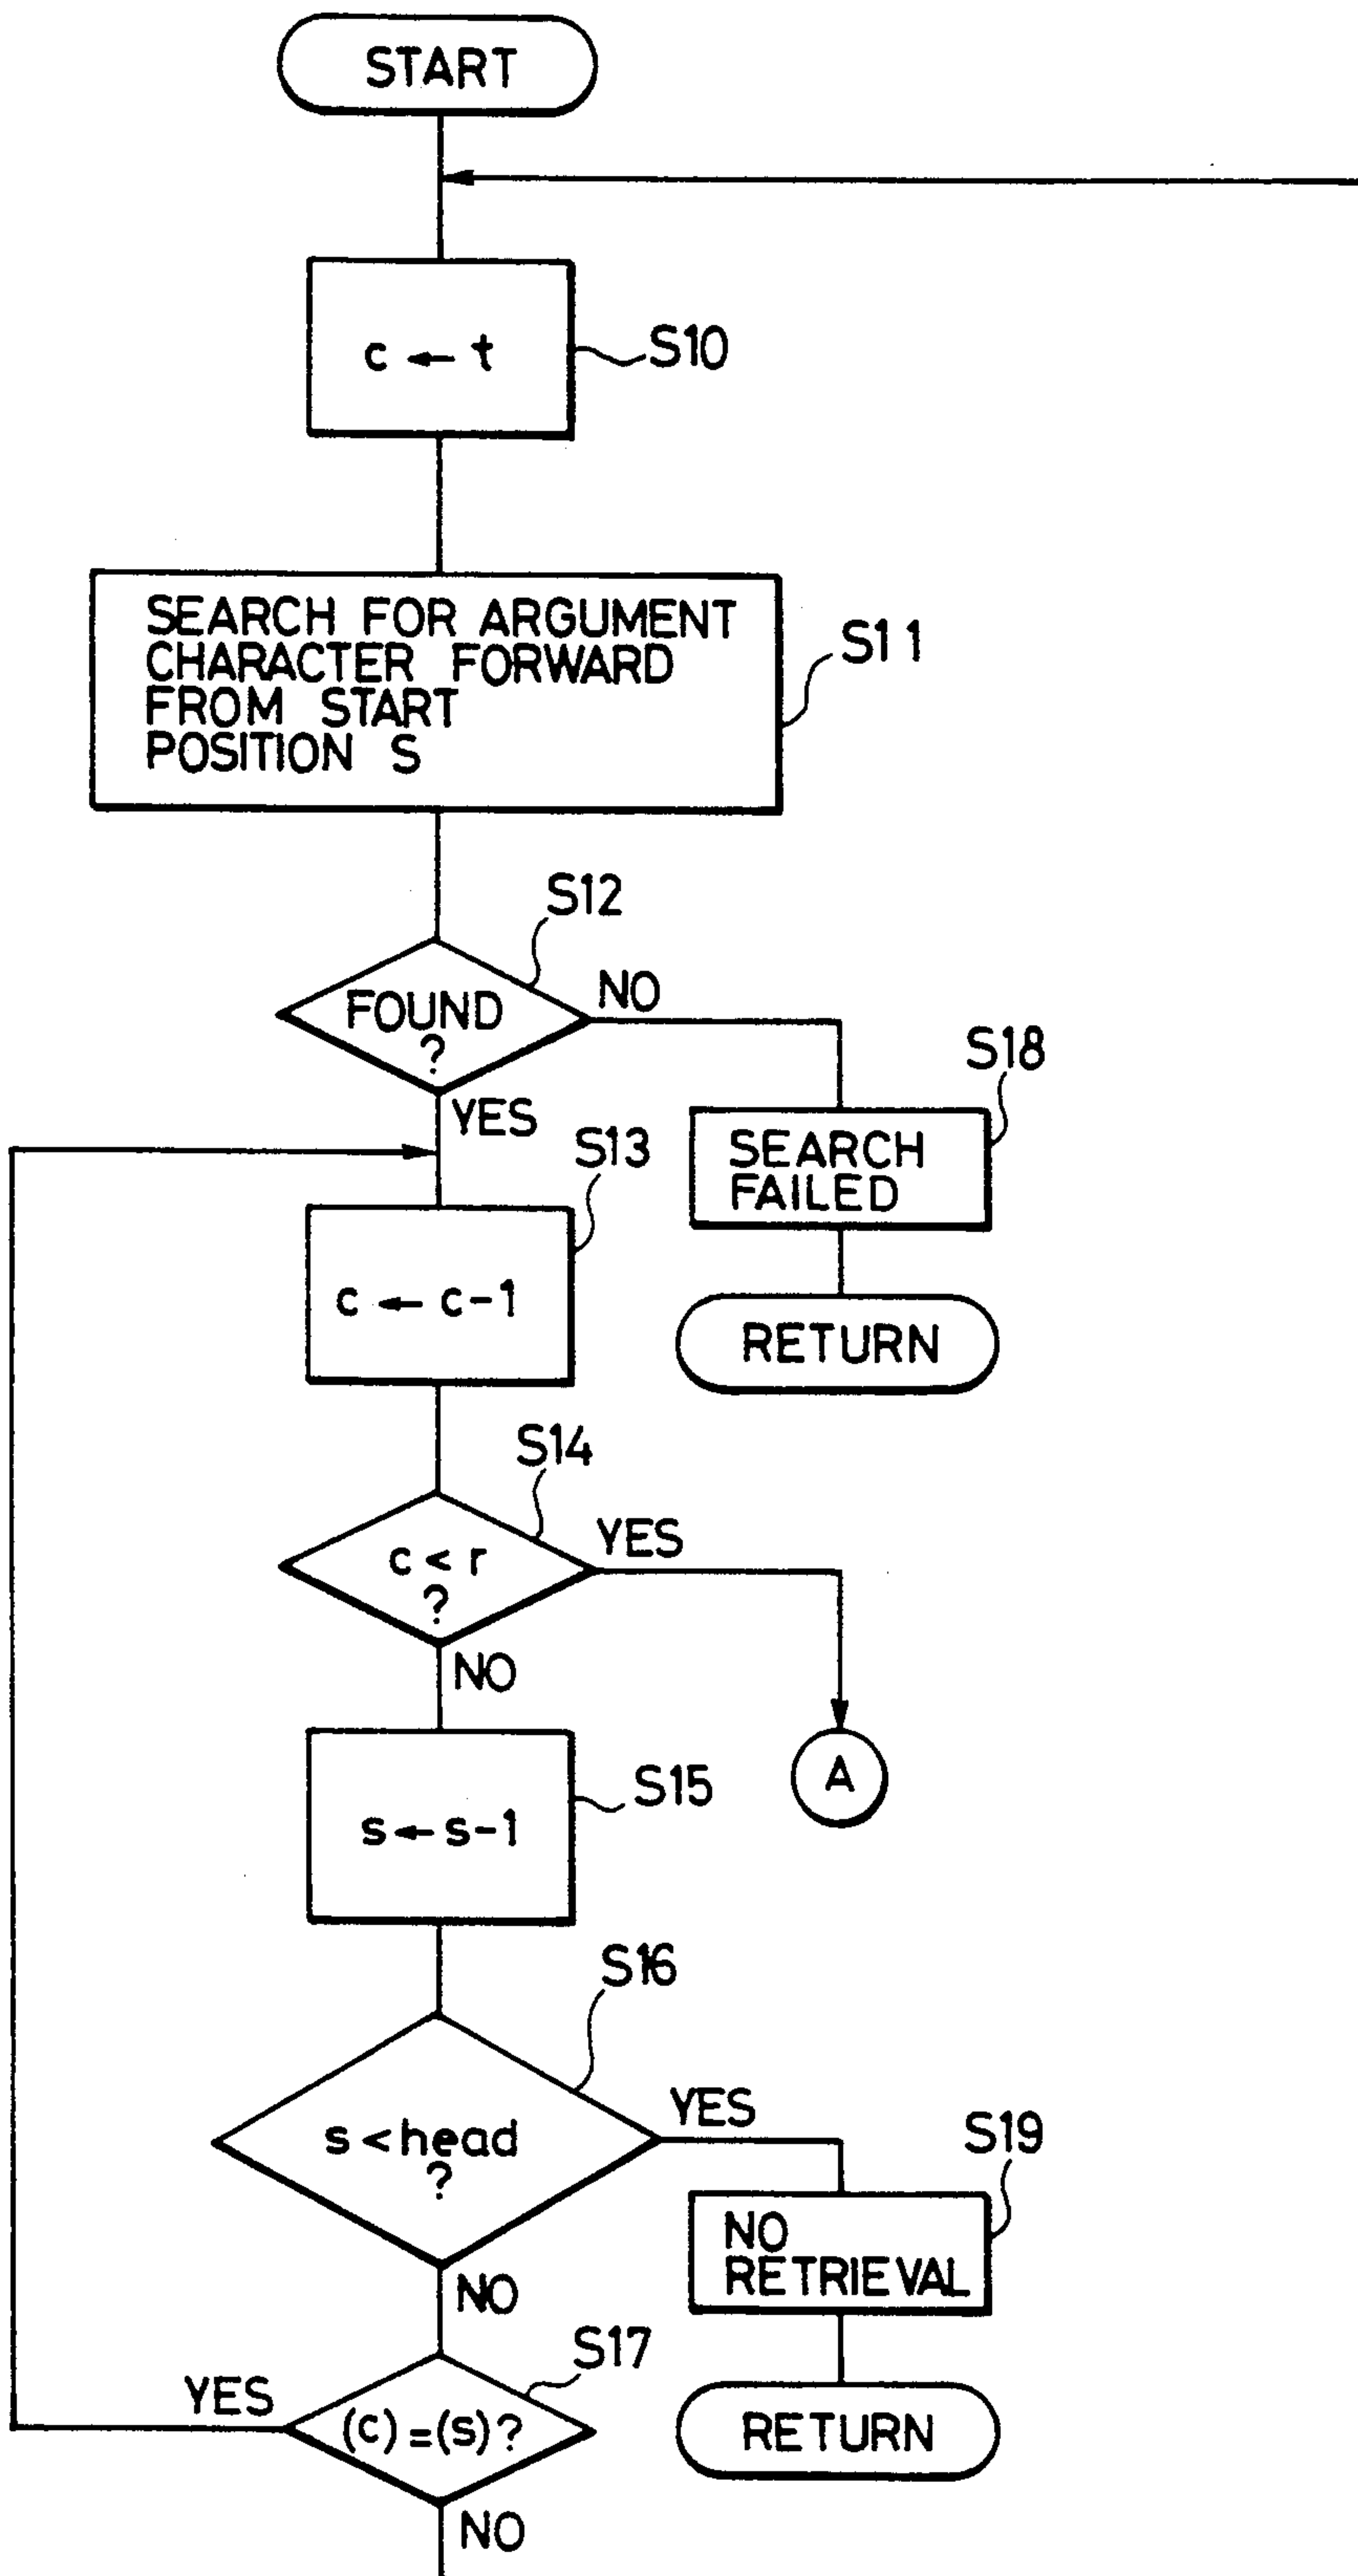 START
c ← t
S10
SEARCH FOR ARGUMENT
CHARACTER FORWARD
FROM START
POSITION S
S11
S12
FOUND
?
NO
YES
S18
SEARCH
FAILED
RETURN
S13
c ← c-1
S14
c < r
?
YES
NO
A
S15
s ← s-1
S16
s < head
?
YES
NO
S19
NO
RETRIEVAL
RETURN
S17
(c) = (s) ?
YES
NO